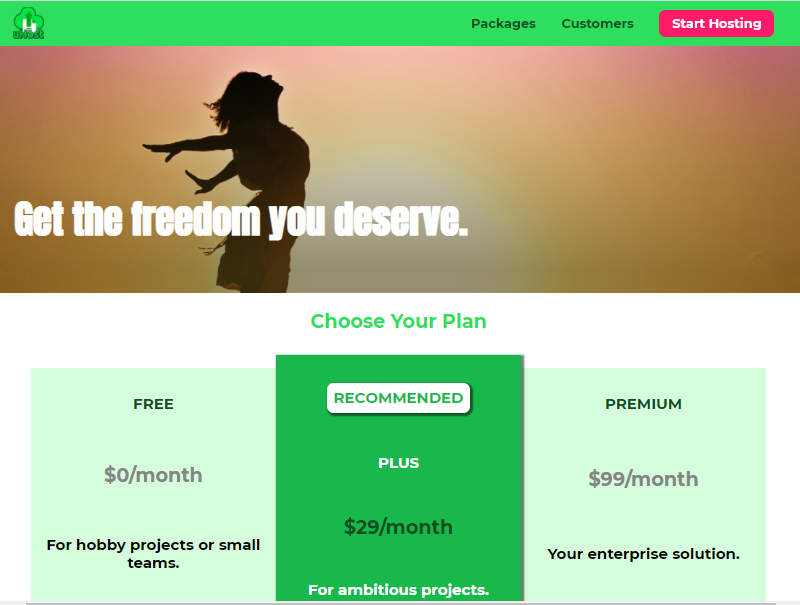 uHost
Packages
Customers
Start Hosting
Get the freedom you deserve.
Choose Your Plan
FREE
$0/month
For hobby projects or small
teams.
RECOMMENDED
PLUS
$29/month
For ambitious projects.
PREMIUM
$99/month
Your enterprise solution.